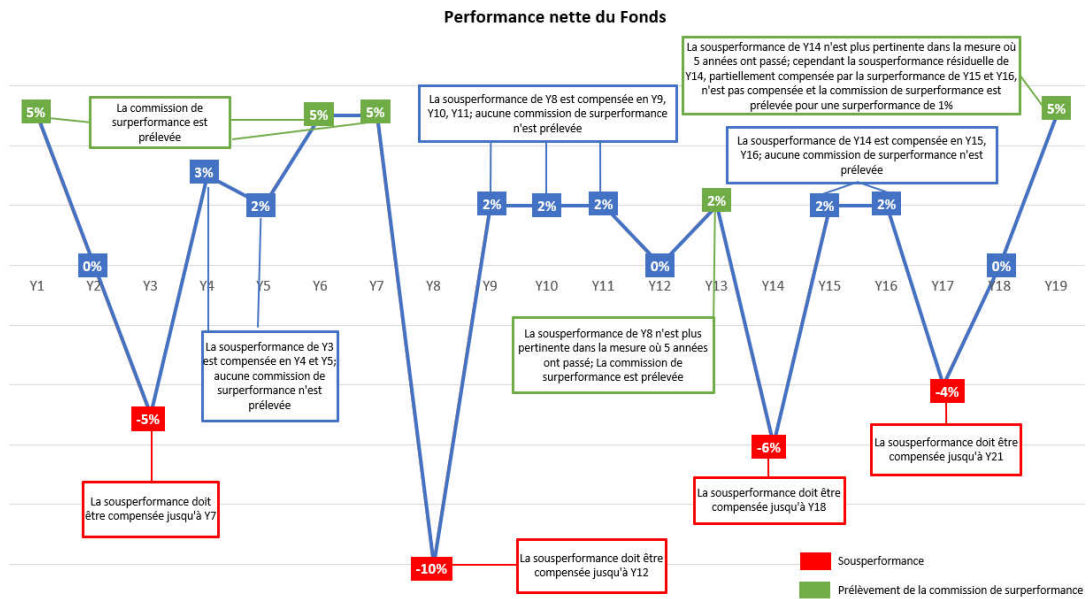 Performance nette du Fonds
La sousperformance de Y14 n'est plus pertinente dans la mesure où
5 années ont passé; cependant la sousperformance résiduelle de
Y14, partiellement compensée par la surperformance de Y15 et Y16,
n'est pas compensée et la commission de surperformance est
prélevée pour une surperformance de 1%
La commission de
surperformance est
prélevée
La sousperformance de Y8 est compensée en Y9,
Y10, Y11; aucune commission de surperformance
n'est prélevée
La sousperformance de Y14 est compensée en Y15,
Y16; aucune commission de surperformance n'est
prélevée
5%
0%
-5%
3%
2%
5%
5%
-10%
2%
2%
2%
0%
2%
-6%
2%
2%
-4%
0%
5%
Y1
Y2
Y3
Y4
Y5
Y6
Y7
Y8
Y9
Y10
Y11
Y12
Y13
Y14
Y15
Y16
Y17
Y18
Y19
La sousperformance de Y3
est compensée en Y4 et Y5;
aucune commission de
surperformance n'est
prélevée
La sousperformance de Y8 n'est plus
pertinente dans la mesure où 5 années
ont passé; La commission de
surperformance est prélevée
La sousperformance doit être
compensée jusqu'à Y21
La sousperformance doit
être compensée jusqu'à Y7
La sousperformance doit être
compensée jusqu'à Y18
La sousperformance doit être
compensée jusqu'à Y12
Sousperformance
Prélèvement de la commission de surperformance